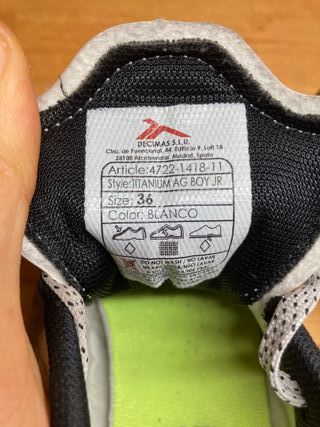 DECIMAS S.L.U.
Ctra. de Fuencarral, 44. Edificio 9, Loft 18
28100 Alcobendas, Madrid, Spain
Article:4722-1418-11
Style:TITANIUM AG BOY JR
Size: 36
Color: BLANCO
DO NOT WASH / NO LAVAR